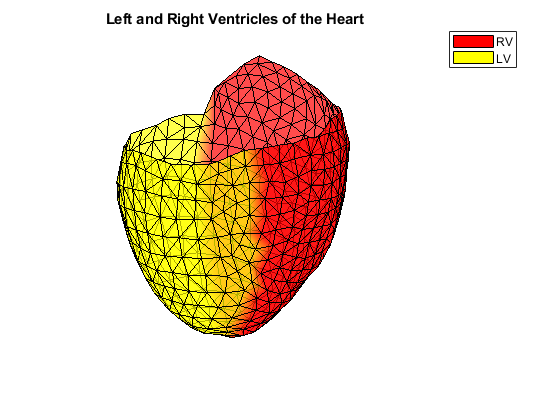 Left and Right Ventricles of the Heart
RV
LV